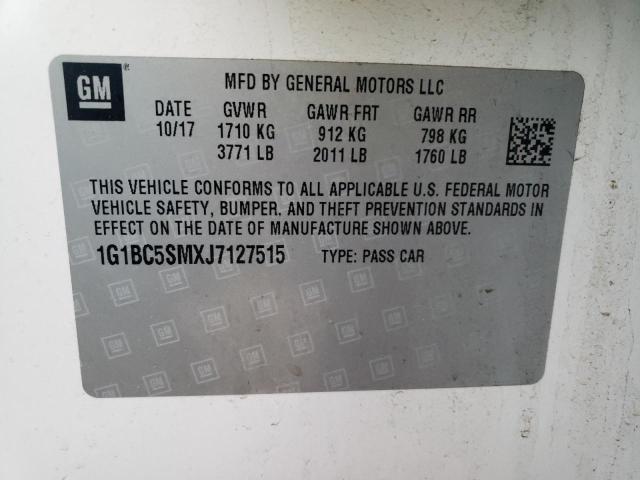 GM
MFD BY GENERAL MOTORS LLC
DATE GVWR GAWR FRT GAWR RR
10/17 1710 KG 912 KG 798 KG
3771 LB 2011 LB 1760 LB
THIS VEHICLE CONFORMS TO ALL APPLICABLE U.S. FEDERAL MOTOR
VEHICLE SAFETY, BUMPER, AND THEFT PREVENTION STANDARDS IN
EFFECT ON THE DATE OF MANUFACTURE SHOWN ABOVE.
1G1BC5SMXJ7127515 TYPE: PASS CAR